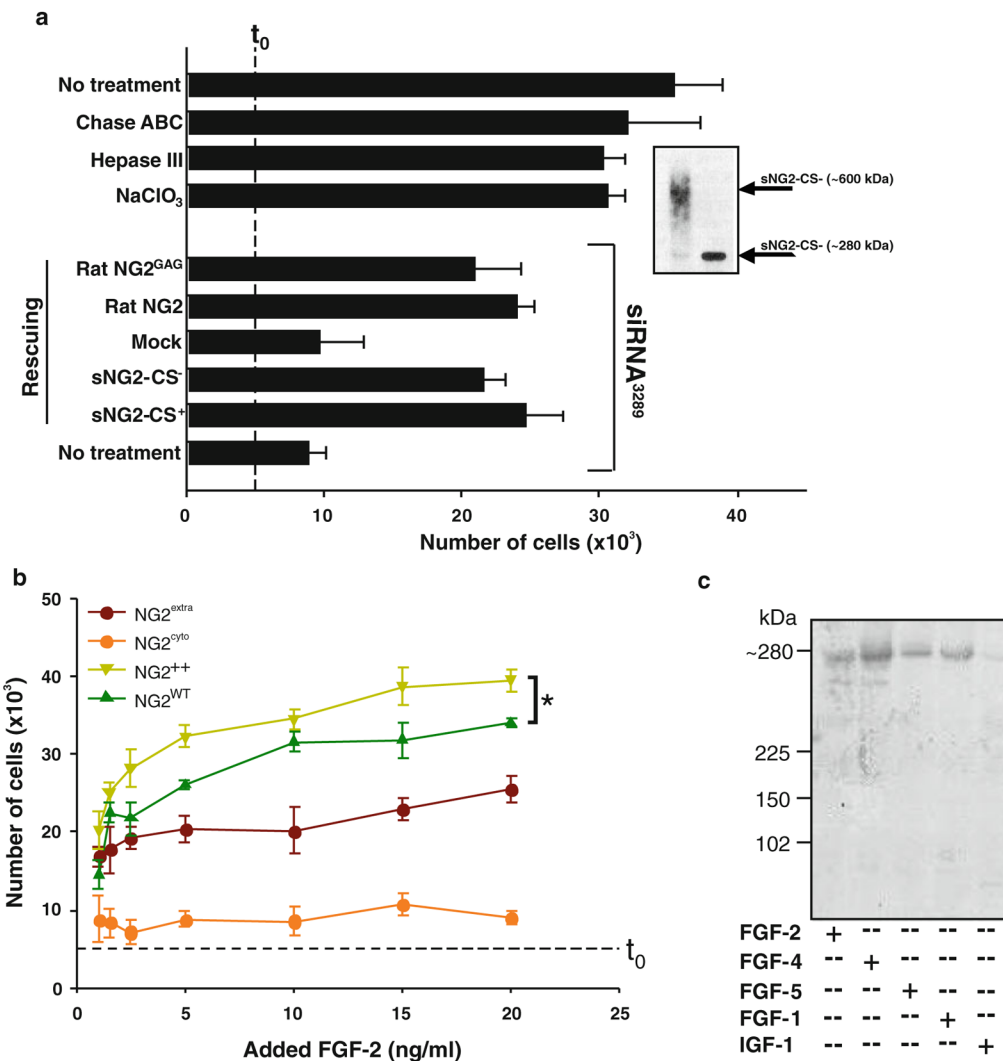 a
t0
No treatment
Chase ABC
Hepase III
NaClO3
sNG2-CS- (~600 kDa)
sNG2-CS- (~280 kDa)
Rescuing
Rat NG2GAG
Rat NG2
Mock
sNG2-CS-
sNG2-CS+
No treatment
siRNA3289
0 10 20 30 40
Number of cells (x10³)
b
NG2extra
NG2cyto
NG2++
NG2WT
*
50
40
30
20
10
0
Number of cells (x10³)
t0
0 5 10 15 20 25
Added FGF-2 (ng/ml)
c
kDa
~280
225
150
102
FGF-2 + -- -- -- --
FGF-4 -- + -- -- --
FGF-5 -- -- + -- --
FGF-1 -- -- -- + --
IGF-1 -- -- -- -- +